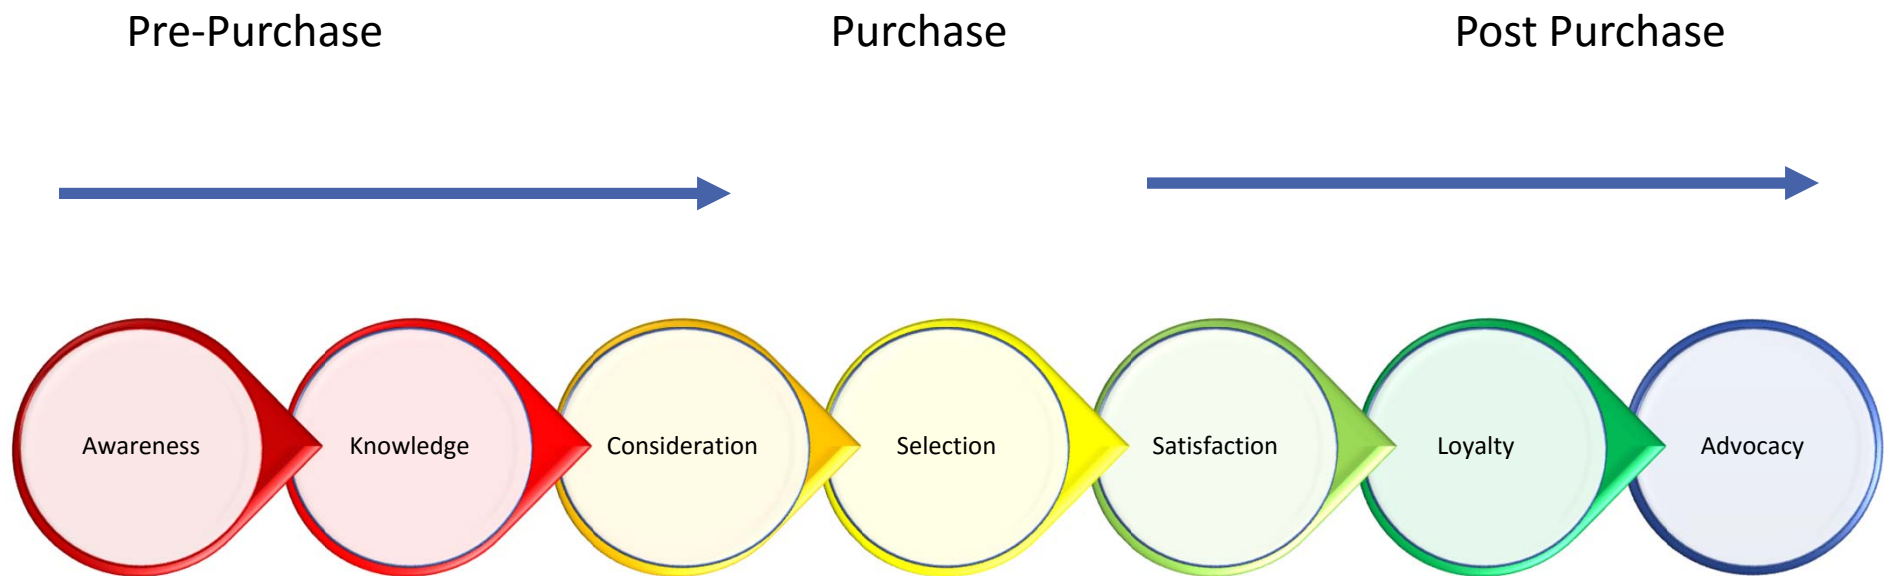 Pre-Purchase
Purchase
Post Purchase
Awareness
Knowledge
Consideration
Selection
Satisfaction
Loyalty
Advocacy